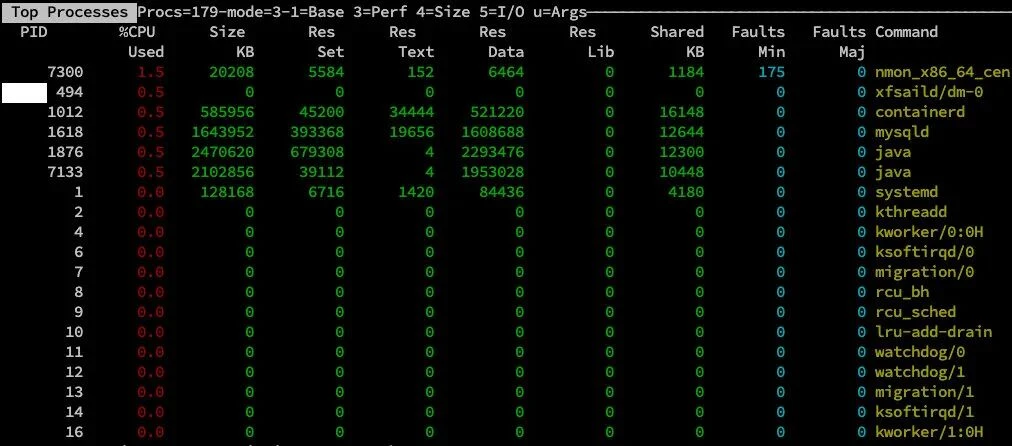 Top Processes Procs=179-mode=3-1=Base 3=Perf 4=Size 5=I/O u=Args
PID %CPU Size Res Res Res Res Shared Faults Faults Command
Used KB Set Text Data Lib KB Min Maj
7300 1.5 20208 5584 152 6464 0 1184 175 0 nmon_x86_64_cen
494 0.5 0 0 0 0 0 0 0 0 xfsaild/dm-0
1012 0.5 585956 45200 34444 521220 0 16148 0 0 containerd
1618 0.5 1643952 393368 19656 1608688 0 12644 0 0 mysqld
1876 0.5 2470620 679308 4 2293476 0 12300 0 0 java
7133 0.5 2102856 39112 4 1953028 0 10448 0 0 java
1 0.0 128168 6716 1420 84436 0 4180 0 0 systemd
2 0.0 0 0 0 0 0 0 0 0 kthreadd
4 0.0 0 0 0 0 0 0 0 0 kworker/0:0H
6 0.0 0 0 0 0 0 0 0 0 ksoftirqd/0
7 0.0 0 0 0 0 0 0 0 0 migration/0
8 0.0 0 0 0 0 0 0 0 0 rcu_bh
9 0.0 0 0 0 0 0 0 0 0 rcu_sched
10 0.0 0 0 0 0 0 0 0 0 lru-add-drain
11 0.0 0 0 0 0 0 0 0 0 watchdog/0
12 0.0 0 0 0 0 0 0 0 0 watchdog/1
13 0.0 0 0 0 0 0 0 0 0 migration/1
14 0.0 0 0 0 0 0 0 0 0 ksoftirqd/1
16 0.0 0 0 0 0 0 0 0 0 kworker/1:0H